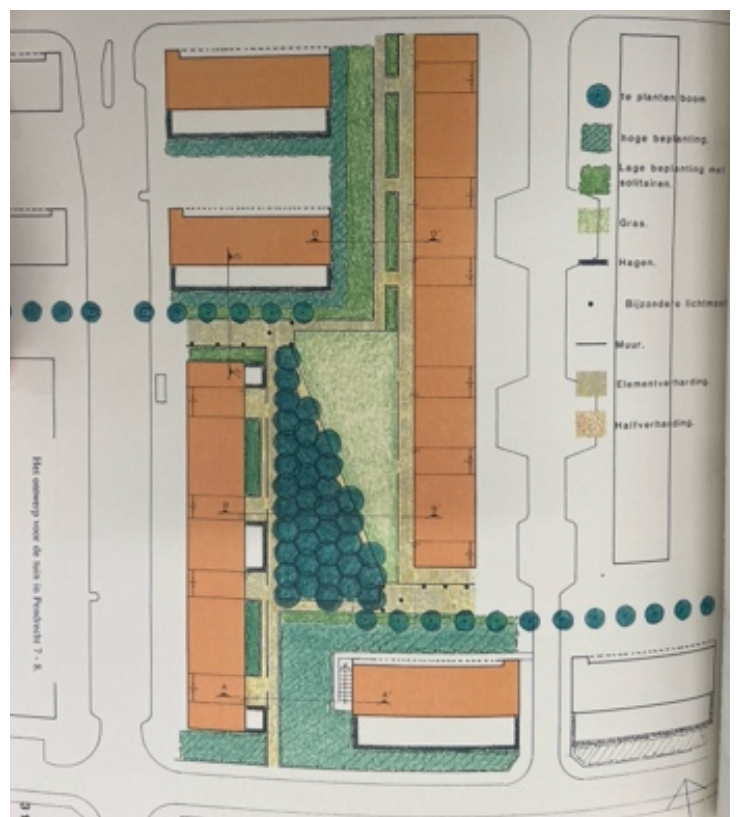 te planten boom
hoge beplanting.
Lage beplanting met
solitairen.
Gras.
Hagen.
Bijzondere
Muur.
Elementverharding.
Halfverharding.
Het ontwerp voor de tuin in Pendrecht 7 - 8.